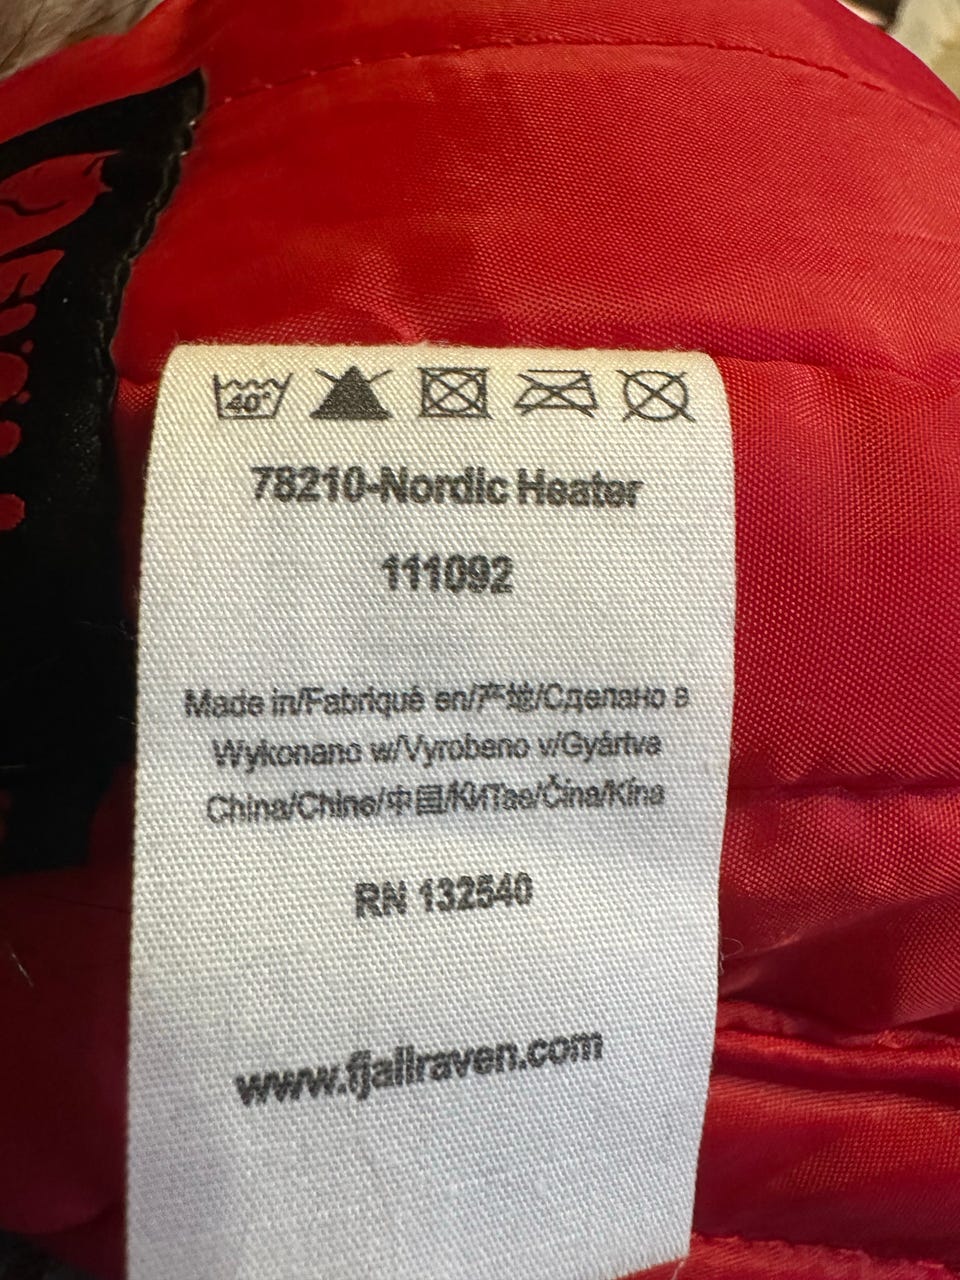 40°
78210-Nordic Heater
111092
Made in/Fabriqué en/产地/Сделано в
Wykonano w/Vyrobeno v/Gyártva
China/Chine/中国/КИТае/Čína/Kína
RN 132540
www.fjallraven.com